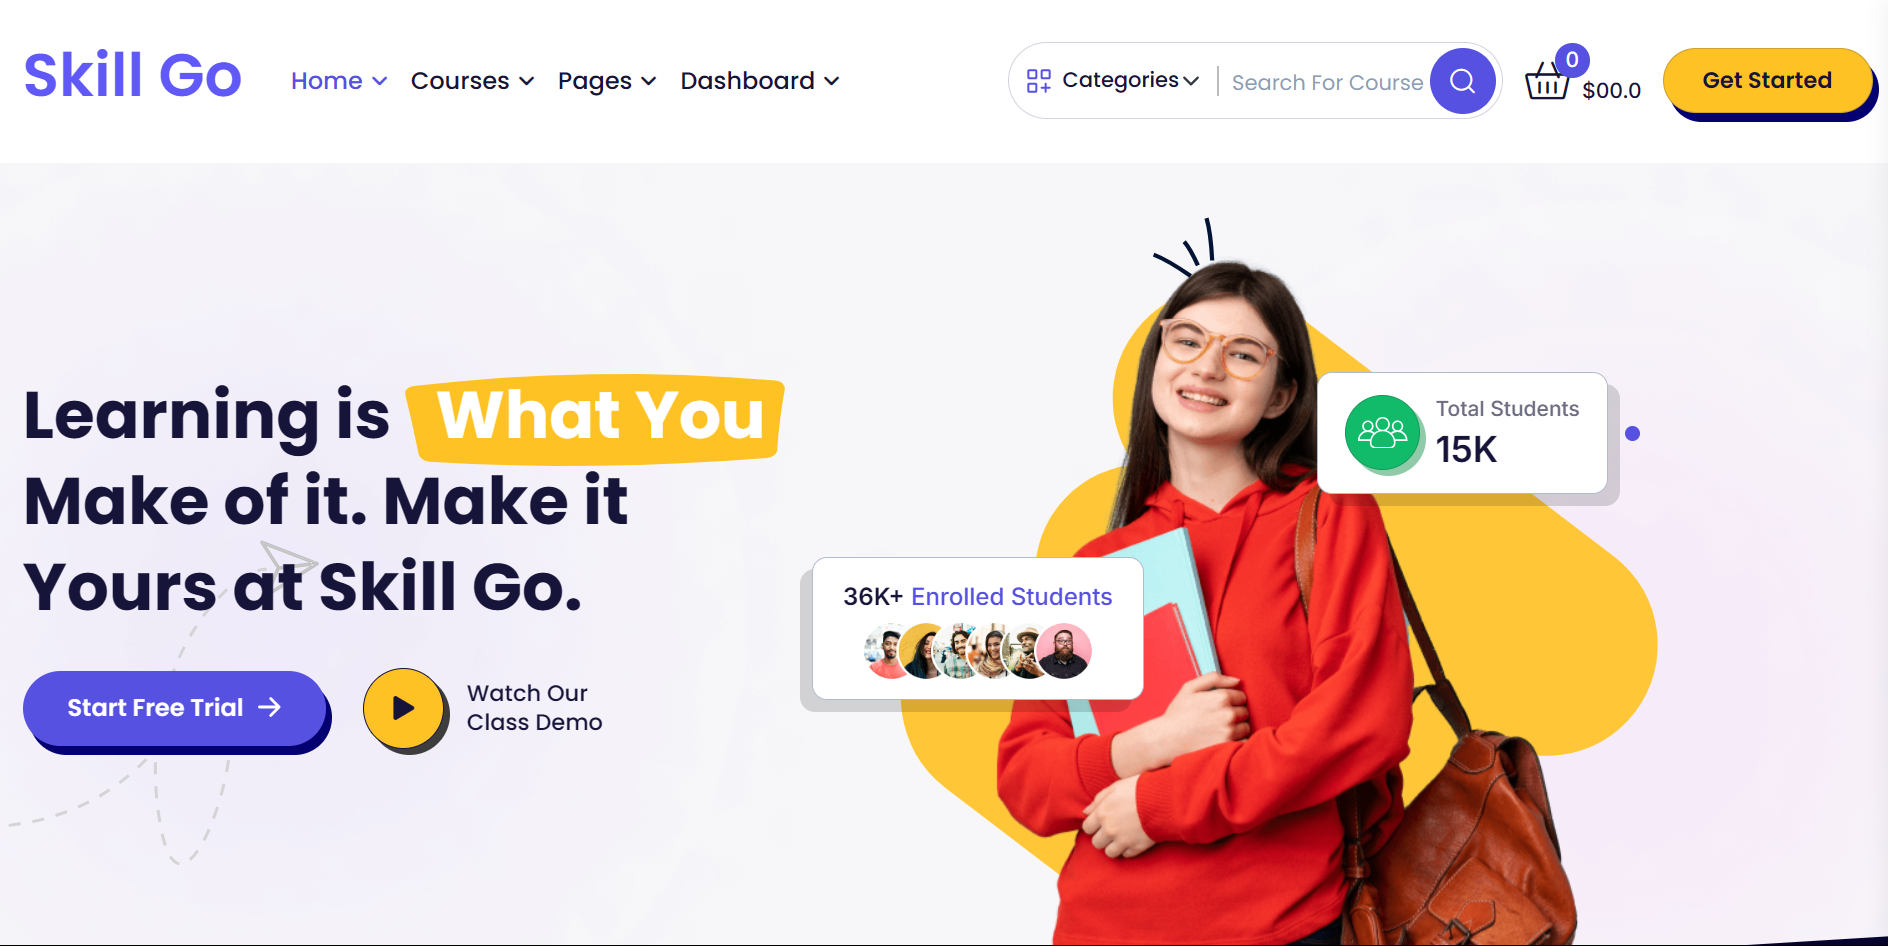 Skill Go
Home
Courses
Pages
Dashboard
Categories
Search For Course
0
$00.0
Get Started
Learning is What You
Make of it. Make it
Yours at Skill Go.
Start Free Trial
Watch Our
Class Demo
Total Students
15K
36K+ Enrolled Students